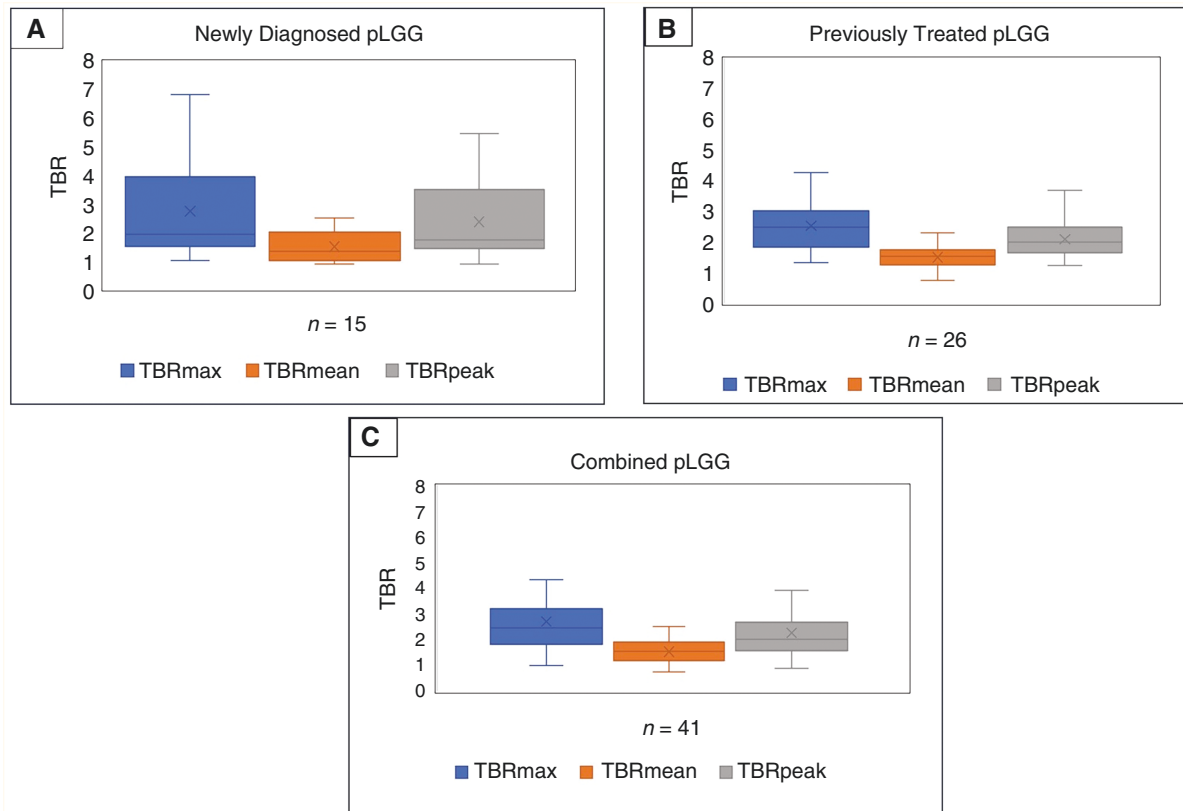 A
Newly Diagnosed pLGG
TBR
8
7
6
5
4
3
2
1
0
n = 15
TBRmax TBRmean TBRpeak
B
Previously Treated pLGG
TBR
8
7
6
5
4
3
2
1
0
n = 26
TBRmax TBRmean TBRpeak
C
Combined pLGG
TBR
8
7
6
5
4
3
2
1
0
n = 41
TBRmax TBRmean TBRpeak